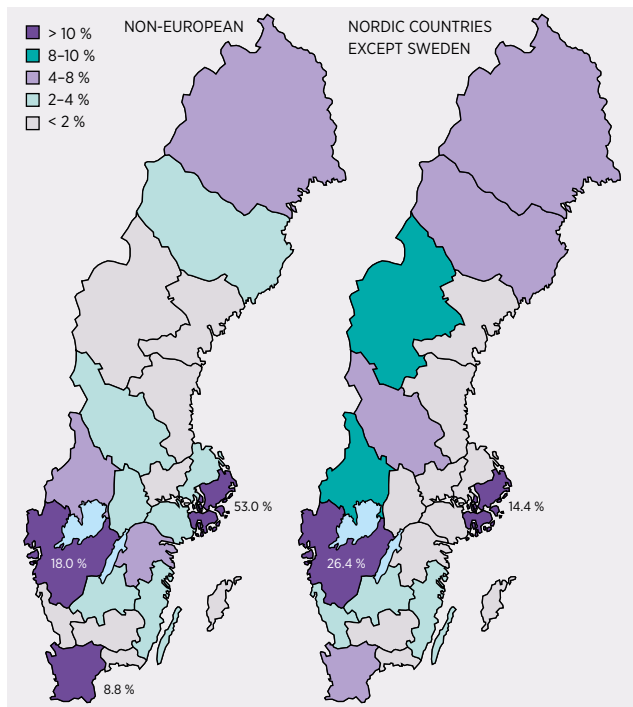 NON-EUROPEAN
NORDIC COUNTRIES
EXCEPT SWEDEN
> 10 %
8–10 %
4–8 %
2–4 %
< 2 %
53.0 %
14.4 %
18.0 %
26.4 %
8.8 %